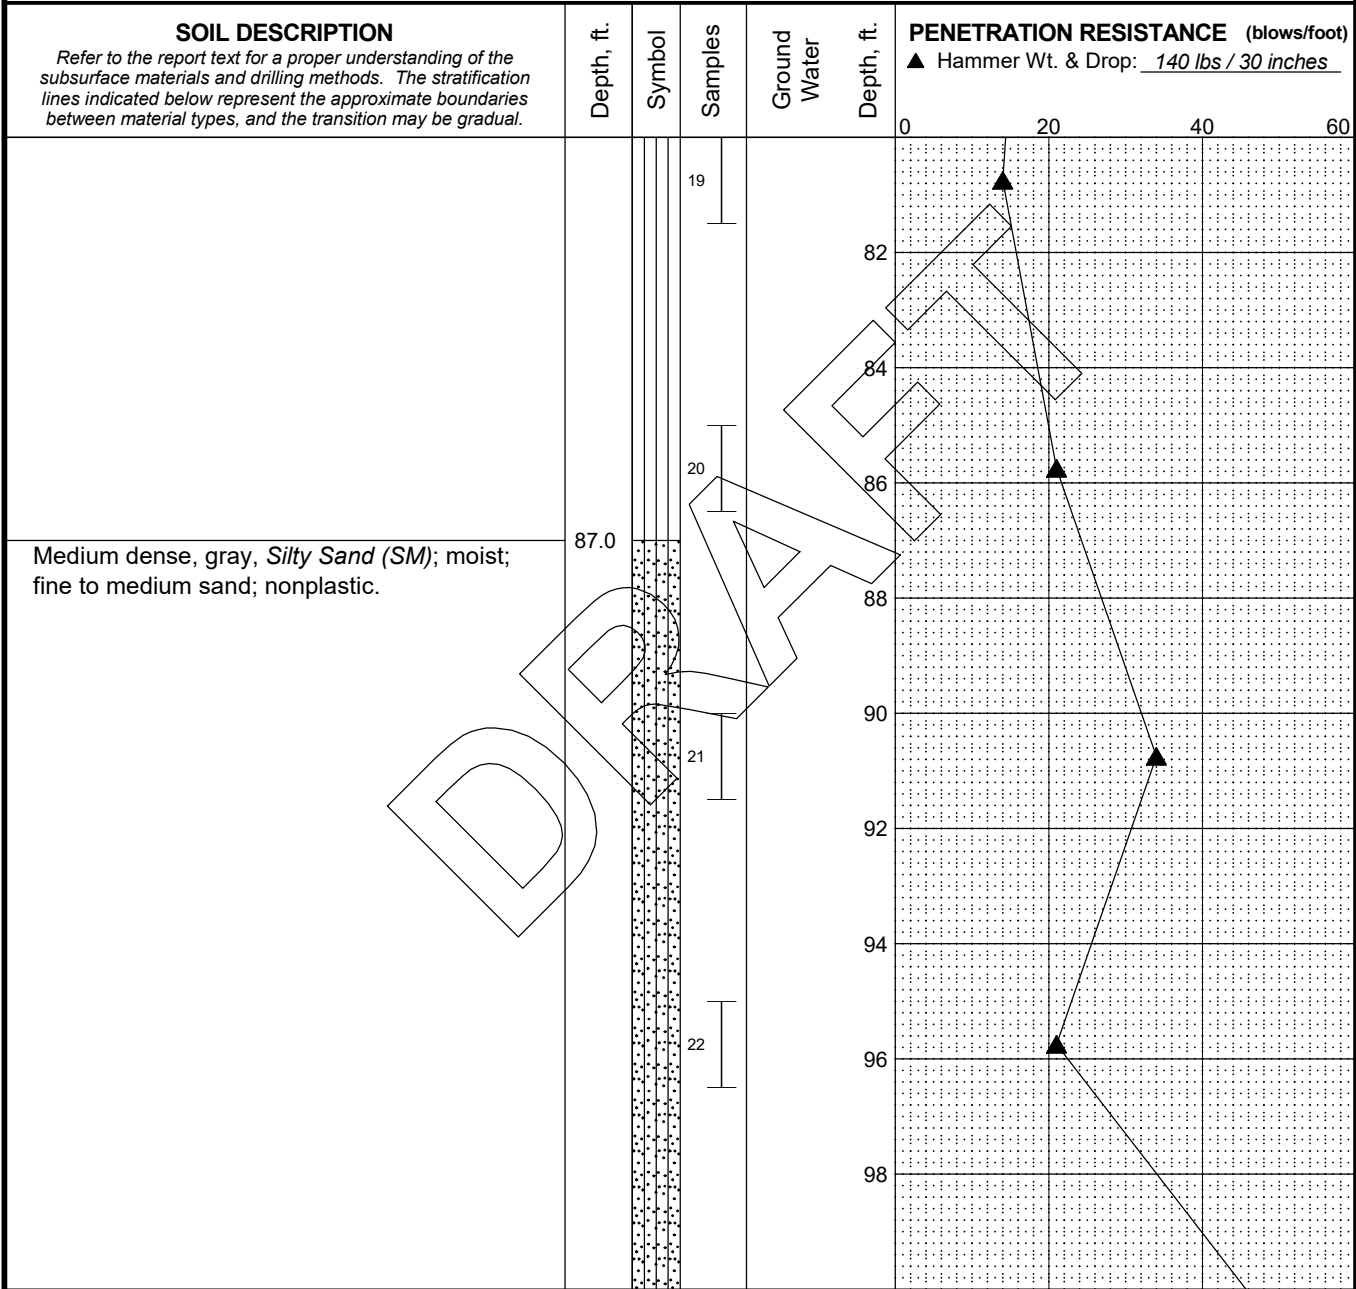 SOIL DESCRIPTION
Refer to the report text for a proper understanding of the
subsurface materials and drilling methods. The stratification
lines indicated below represent the approximate boundaries
between material types, and the transition may be gradual.
Depth, ft.
Symbol
Samples
Ground
Water
Depth, ft.
PENETRATION RESISTANCE (blows/foot)
▲ Hammer Wt. & Drop: 140 lbs / 30 inches
0 20 40 60
19
82
84
20
86
87.0
Medium dense, gray, Silty Sand (SM); moist;
fine to medium sand; nonplastic.
88
90
21
92
94
22
96
98
DRAFT